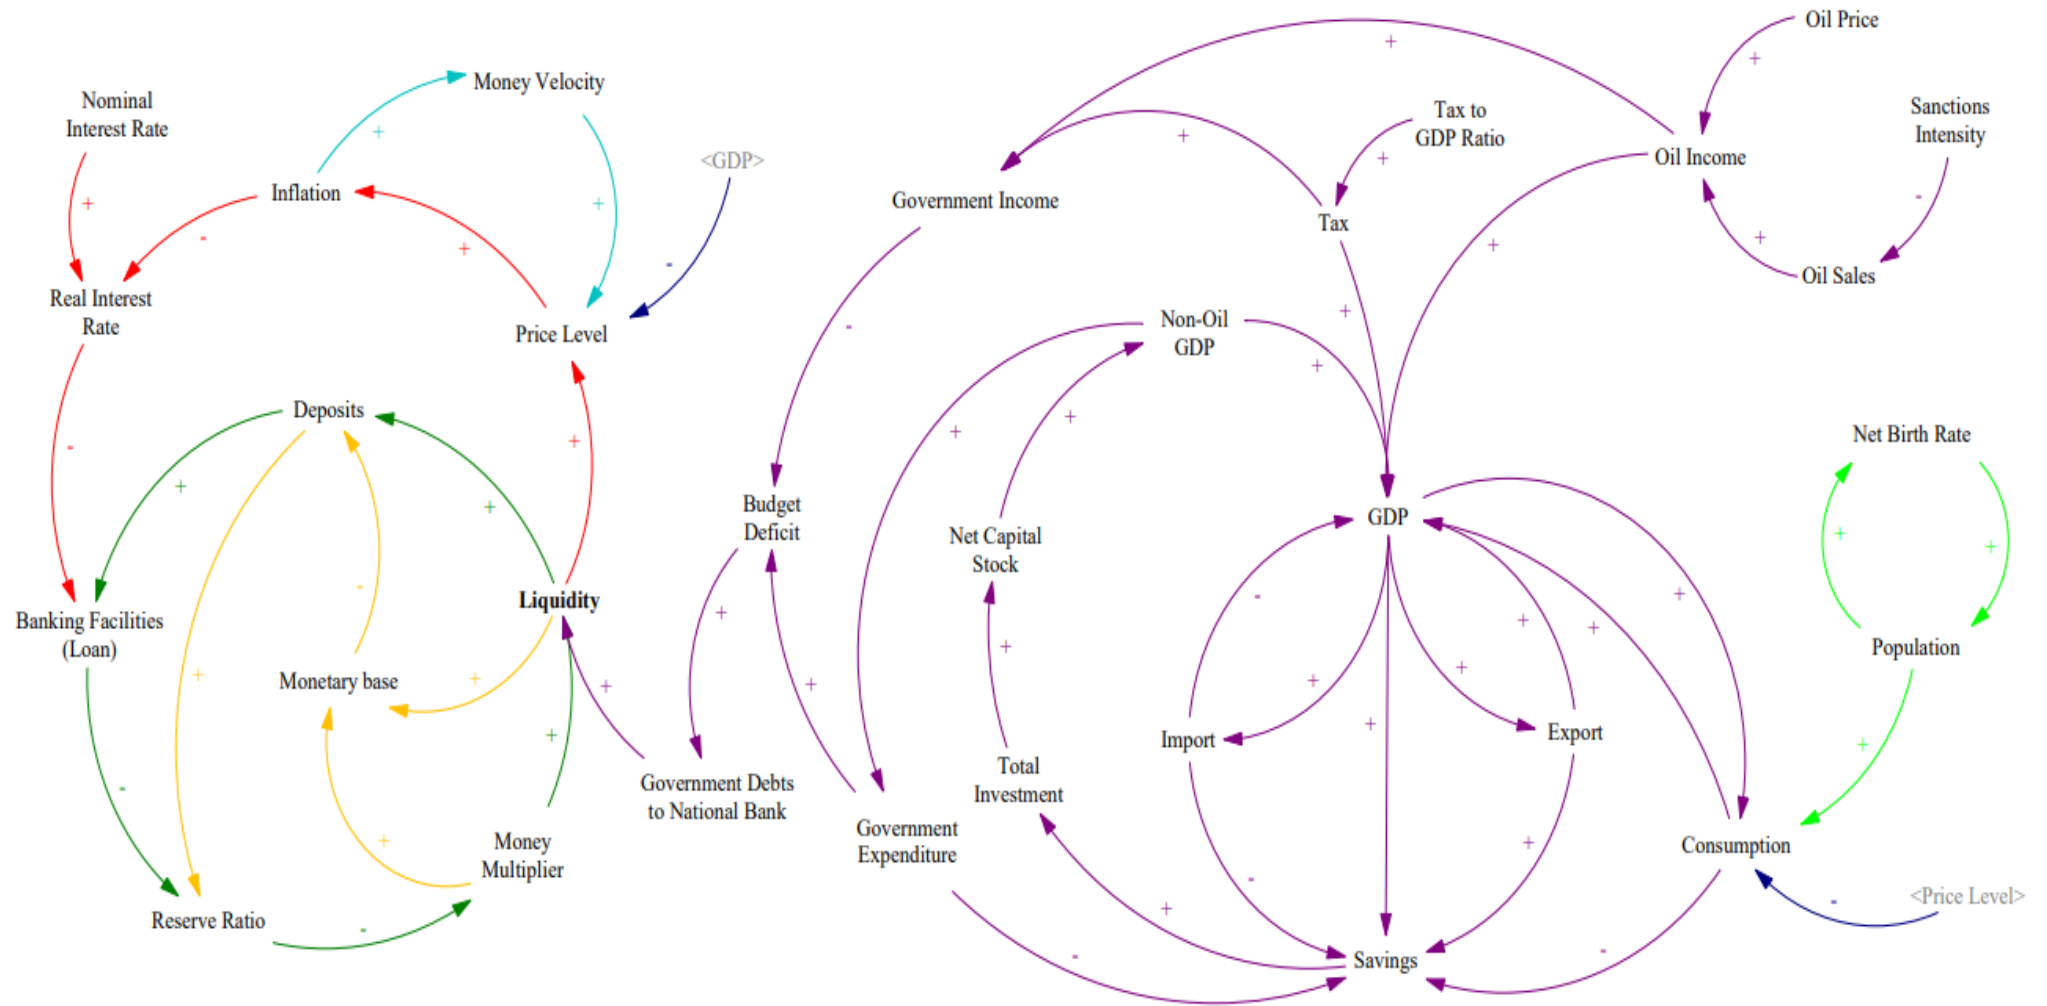 Oil Price
+
+
Money Velocity
Nominal
Interest Rate
Tax to
GDP Ratio
Sanctions
Intensity
+
+
+
<GDP>
Oil Income
Inflation
Government Income
+
+
-
Tax
-
+
+
+
-
Oil Sales
Real Interest
Rate
+
Non-Oil
GDP
-
Price Level
+
Deposits
+
+
+
-
Net Birth Rate
+
+
Budget
Deficit
GDP
Net Capital
Stock
+
+
-
-
+
Liquidity
+
+
+
Banking Facilities
(Loan)
+
+
Population
+
+
+
Monetary base
+
+
+
+
+
Import
Export
+
+
Total
Investment
Government Debts
to National Bank
-
+
Money
Multiplier
Government
Expenditure
+
Consumption
-
<Price Level>
-
+
Reserve Ratio
-
-
-
Savings